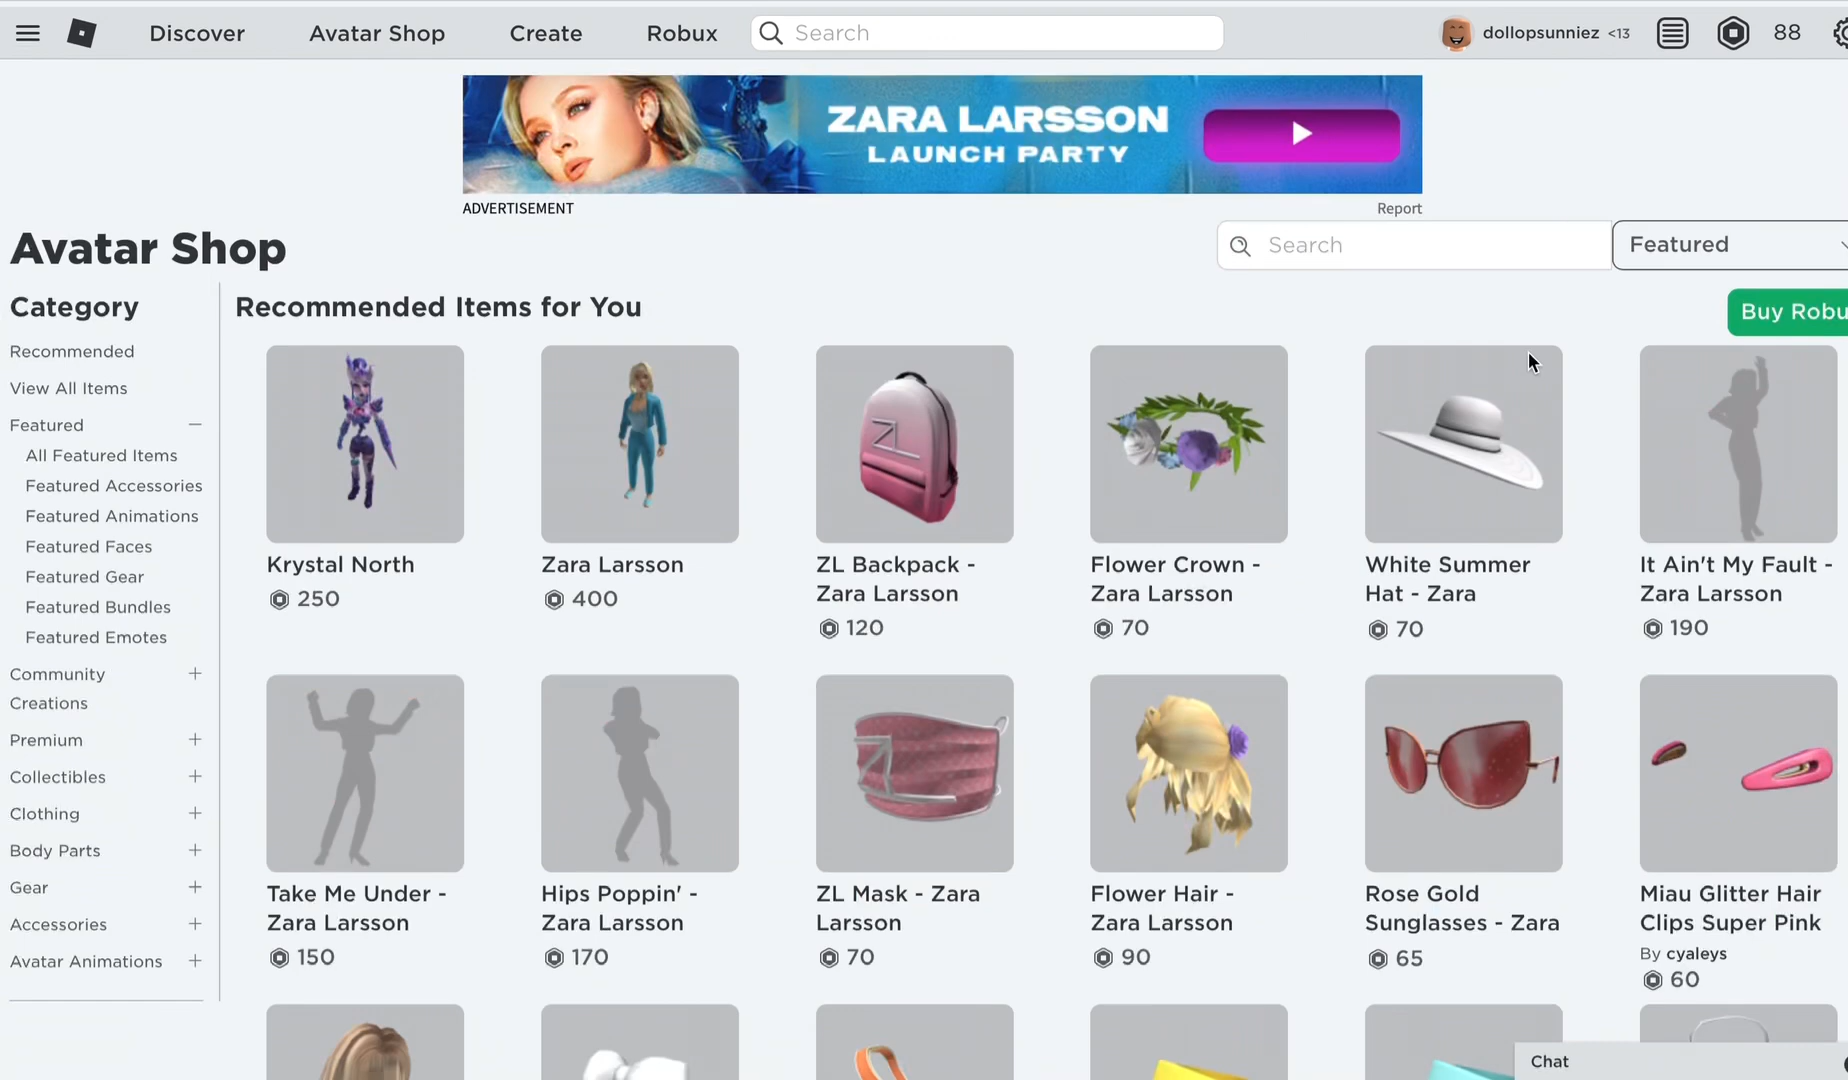 Discover
Avatar Shop
Create
Robux
Search
dollopsunniez <13
88
ZARA LARSSON
LAUNCH PARTY
ADVERTISEMENT
Report
Avatar Shop
Search
Featured
Category
Recommended
View All Items
Featured
All Featured Items
Featured Accessories
Featured Animations
Featured Faces
Featured Gear
Featured Bundles
Featured Emotes
Community
Creations
Premium
Collectibles
Clothing
Body Parts
Gear
Accessories
Avatar Animations
Recommended Items for You
Buy Robu
Krystal North
250
Zara Larsson
400
ZL Backpack -
Zara Larsson
120
Flower Crown -
Zara Larsson
70
White Summer
Hat - Zara
70
It Ain't My Fault -
Zara Larsson
190
Take Me Under -
Zara Larsson
150
Hips Poppin' -
Zara Larsson
170
ZL Mask - Zara
Larsson
70
Flower Hair -
Zara Larsson
90
Rose Gold
Sunglasses - Zara
65
Miau Glitter Hair
Clips Super Pink
By cyaleys
60
Chat